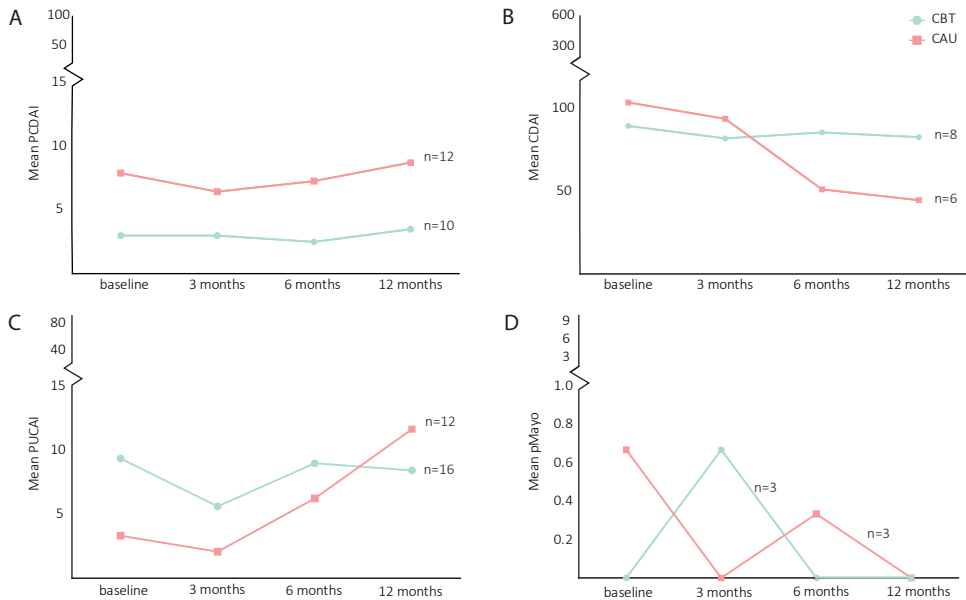 A
Mean PCDAI
100
50
15
10
5
n=12
n=10
baseline 3 months 6 months 12 months
B
Mean CDAI
600
300
100
50
CBT
CAU
n=8
n=6
baseline 3 months 6 months 12 months
C
Mean PUCAI
80
40
15
10
5
n=12
n=16
baseline 3 months 6 months 12 months
D
Mean pMayo
9
6
3
1.0
0.8
0.6
0.4
0.2
n=3
n=3
baseline 3 months 6 months 12 months